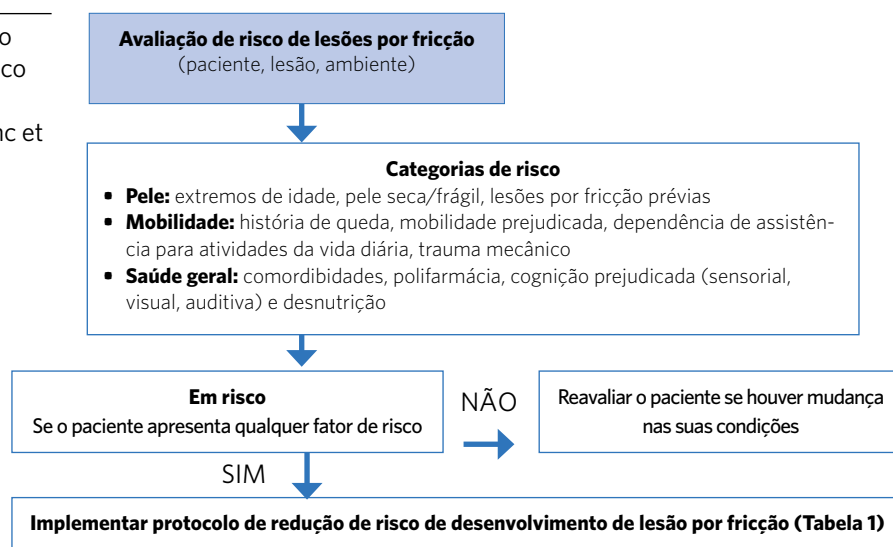 o
co
nc et
Avaliação de risco de lesões por fricção
(paciente, lesão, ambiente)
Categorias de risco
• Pele: extremos de idade, pele seca/frágil, lesões por fricção prévias
• Mobilidade: história de queda, mobilidade prejudicada, dependência de assistên-
cia para atividades da vida diária, trauma mecânico
• Saúde geral: comordibidades, polifarmácia, cognição prejudicada (sensorial,
visual, auditiva) e desnutrição
Em risco
Se o paciente apresenta qualquer fator de risco
NÃO
Reavaliar o paciente se houver mudança
nas suas condições
SIM
Implementar protocolo de redução de risco de desenvolvimento de lesão por fricção (Tabela 1)